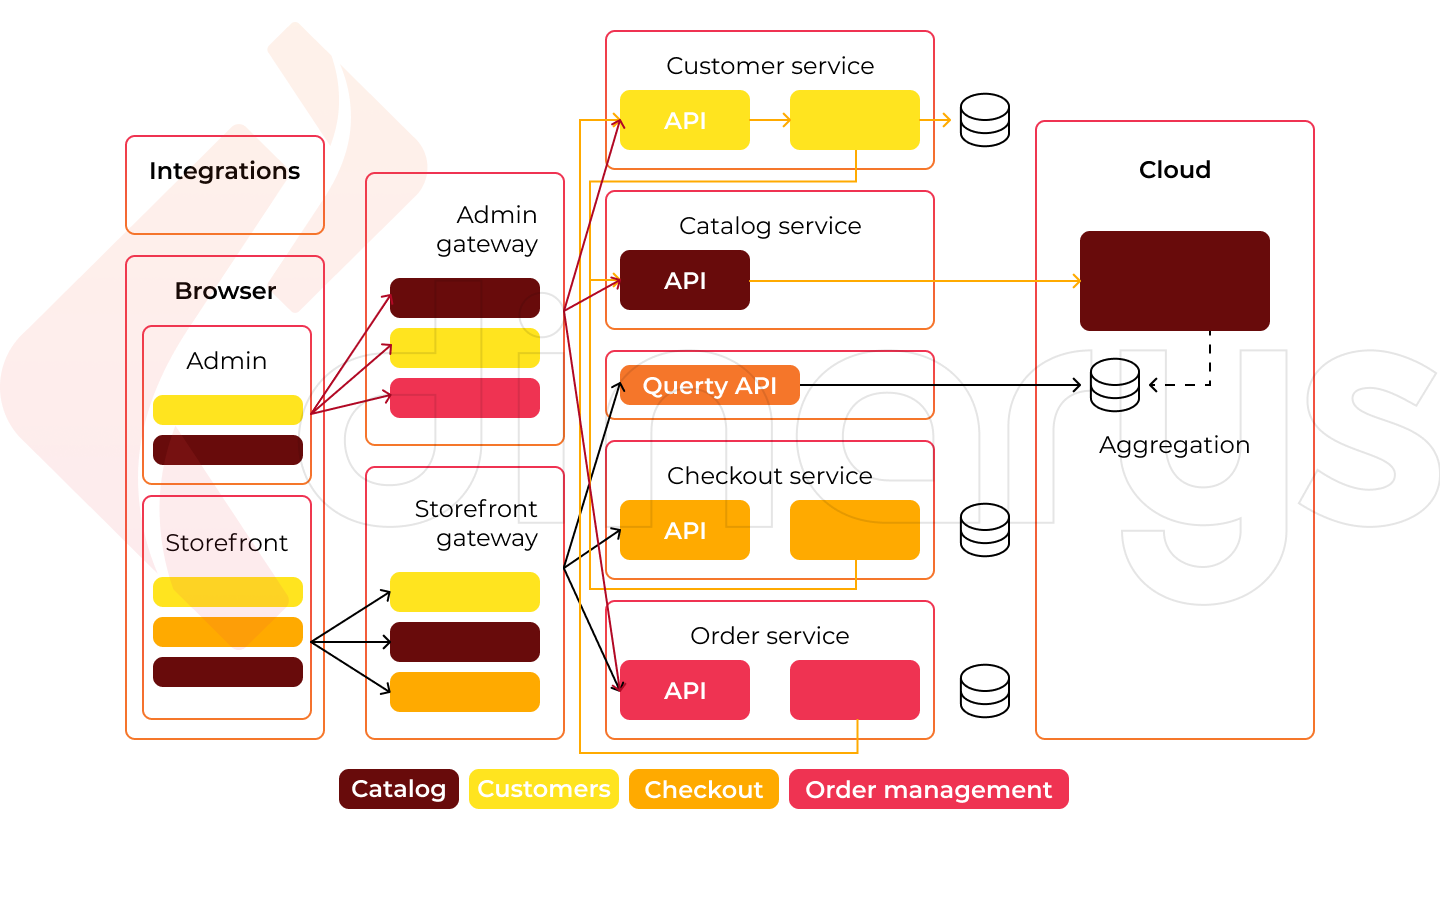 Integrations
Browser
Admin
Storefront
Admin
gateway
Storefront
gateway
Customer service
API
Catalog service
API
Querty API
Checkout service
API
Order service
API
Cloud
Aggregation
Catalog
Customers
Checkout
Order management
dinarys